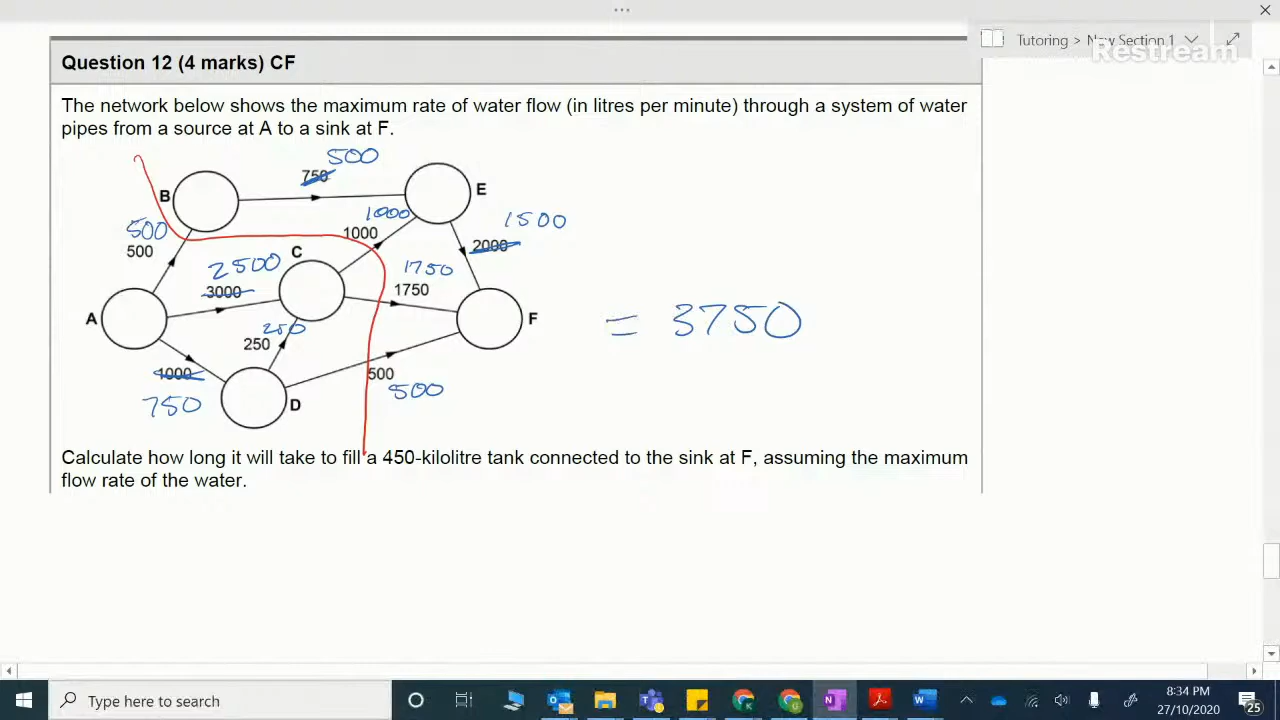 Tutoring > New Section 1
Restream
Question 12 (4 marks) CF
The network below shows the maximum rate of water flow (in litres per minute) through a system of water
pipes from a source at A to a sink at F.
500
750
B
E
1000
1500
500
1000
2000
500
C
2500
1750
3000
1750
A
F
= 3750
250
250
1000
500
750
D
500
Calculate how long it will take to fill a 450-kilolitre tank connected to the sink at F, assuming the maximum
flow rate of the water.
Type here to search
8:34 PM
27/10/2020
25